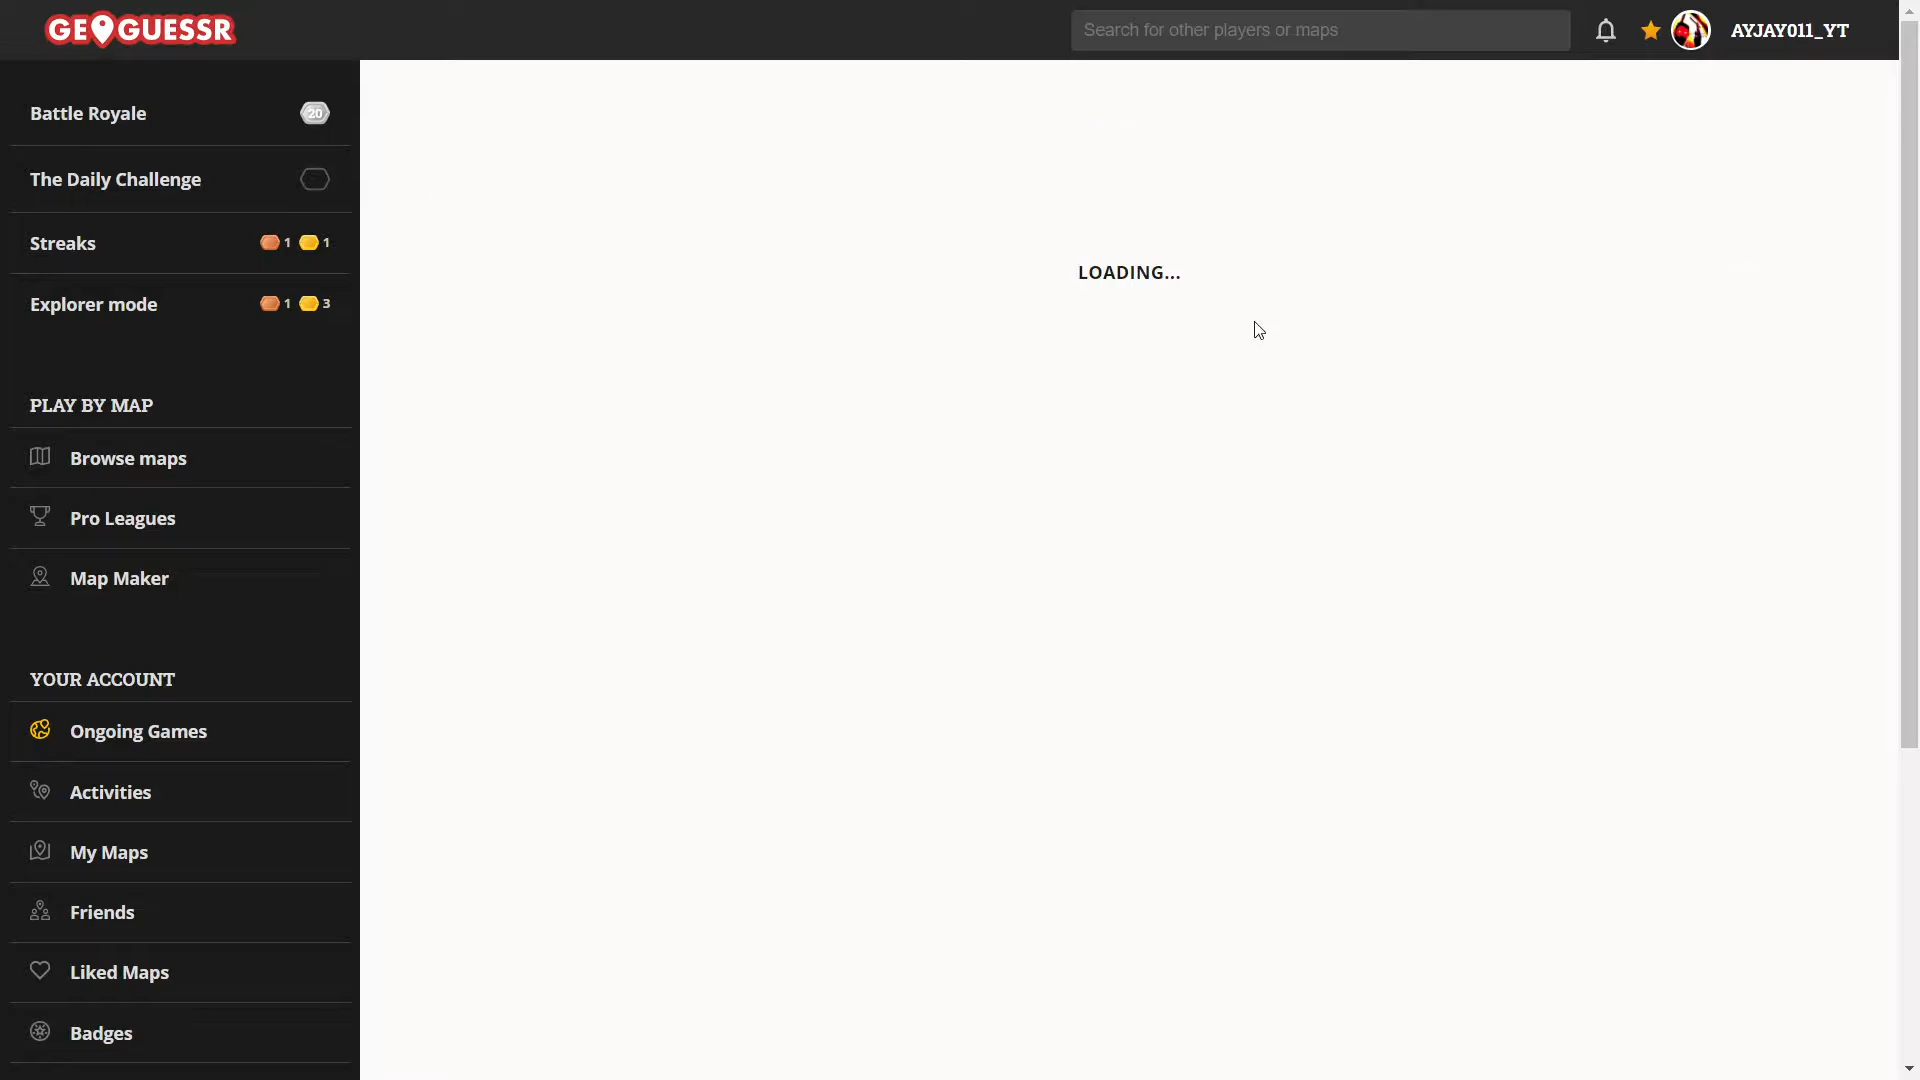 GEOGUESSR
Search for other players or maps
AYJAY011_YT
Battle Royale 20
The Daily Challenge
Streaks 1 1
Explorer mode 1 3
PLAY BY MAP
Browse maps
Pro Leagues
Map Maker
YOUR ACCOUNT
Ongoing Games
Activities
My Maps
Friends
Liked Maps
Badges
LOADING...